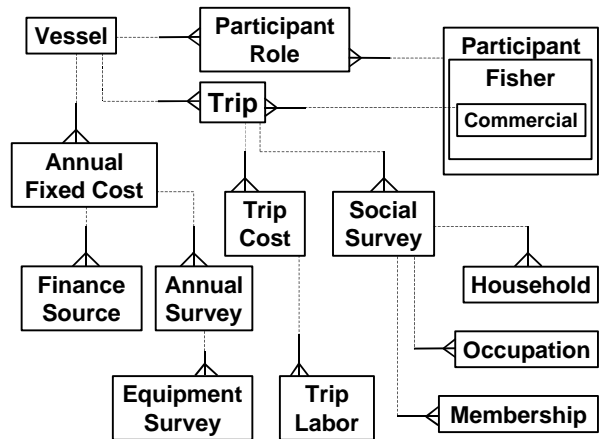 Vessel
Participant
Role
Participant
Fisher
Commercial
Trip
Annual
Fixed Cost
Trip
Cost
Social
Survey
Finance
Source
Annual
Survey
Household
Equipment
Survey
Trip
Labor
Occupation
Membership